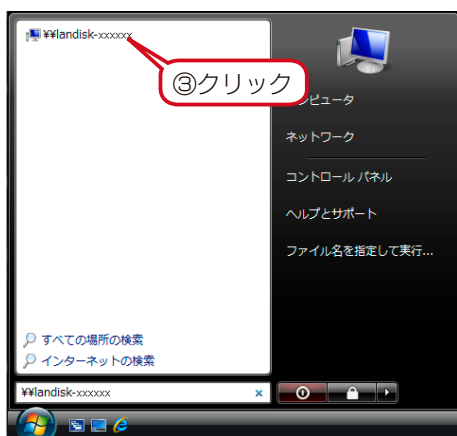 ¥¥landisk-xxxxxx
③クリック
コンピュータ
ネットワーク
コントロール パネル
ヘルプとサポート
ファイル名を指定して実行...
すべての場所の検索
インターネットの検索
¥¥landisk-xxxxxx